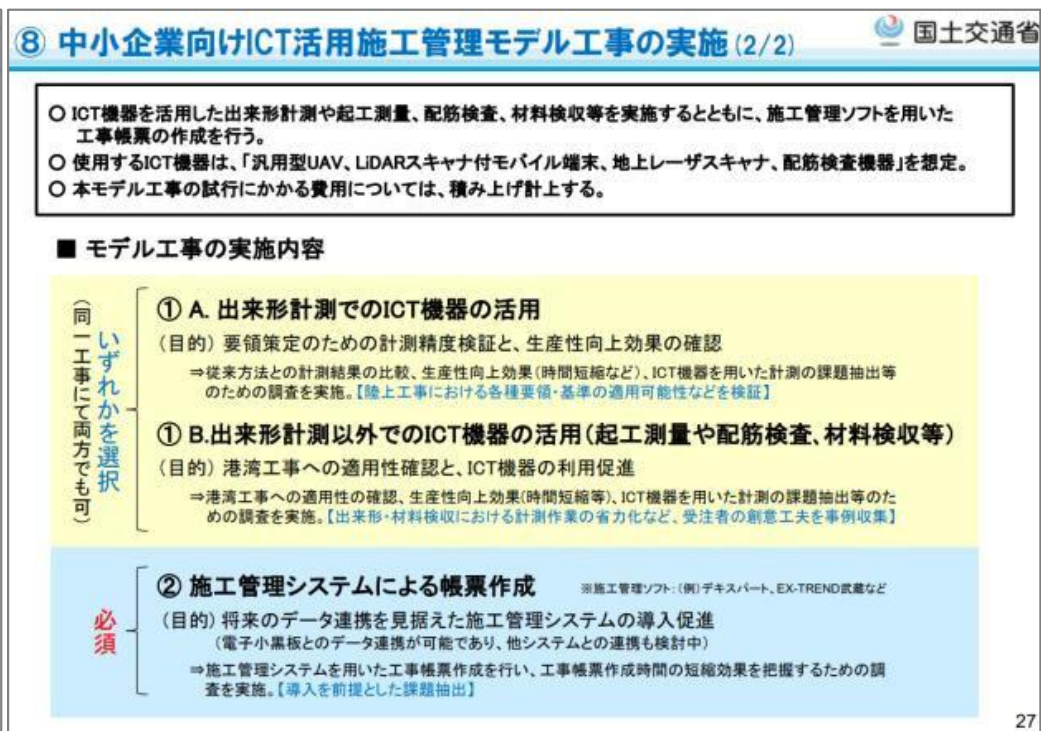 ⑧ 中小企業向けICT活用施工管理モデル工事の実施(2/2)
国土交通省
○ ICT機器を活用した出来形計測や起工測量、配筋検査、材料検収等を実施するとともに、施工管理ソフトを用いた
工事帳票の作成を行う。
○ 使用するICT機器は、「汎用型UAV、LiDARスキャナ付モバイル端末、地上レーザスキャナ、配筋検査機器」を想定。
○ 本モデル工事の試行にかかる費用については、積み上げ計上する。
■ モデル工事の実施内容
いずれかを選択
(同一工事にて両方でも可)
① A. 出来形計測でのICT機器の活用
(目的) 要領策定のための計測精度検証と、生産性向上効果の確認
⇒従来方法との計測結果の比較、生産性向上効果(時間短縮など)、ICT機器を用いた計測の課題抽出等
のための調査を実施。【陸上工事における各種要領・基準の適用可能性などを検証】
① B.出来形計測以外でのICT機器の活用(起工測量や配筋検査、材料検収等)
(目的) 港湾工事への適用性確認と、ICT機器の利用促進
⇒港湾工事への適用性の確認、生産性向上効果(時間短縮等)、ICT機器を用いた計測の課題抽出等のた
めの調査を実施。【出来形・材料検収における計測作業の省力化など、受注者の創意工夫を事例収集】
必須
② 施工管理システムによる帳票作成 ※施工管理ソフト:(例)デキスパート、EX-TREND武蔵など
(目的) 将来のデータ連携を見据えた施工管理システムの導入促進
(電子小黒板とのデータ連携が可能であり、他システムとの連携も検討中)
⇒施工管理システムを用いた工事帳票作成を行い、工事帳票作成時間の短縮効果を把握するための調
査を実施。【導入を前提とした課題抽出】
27